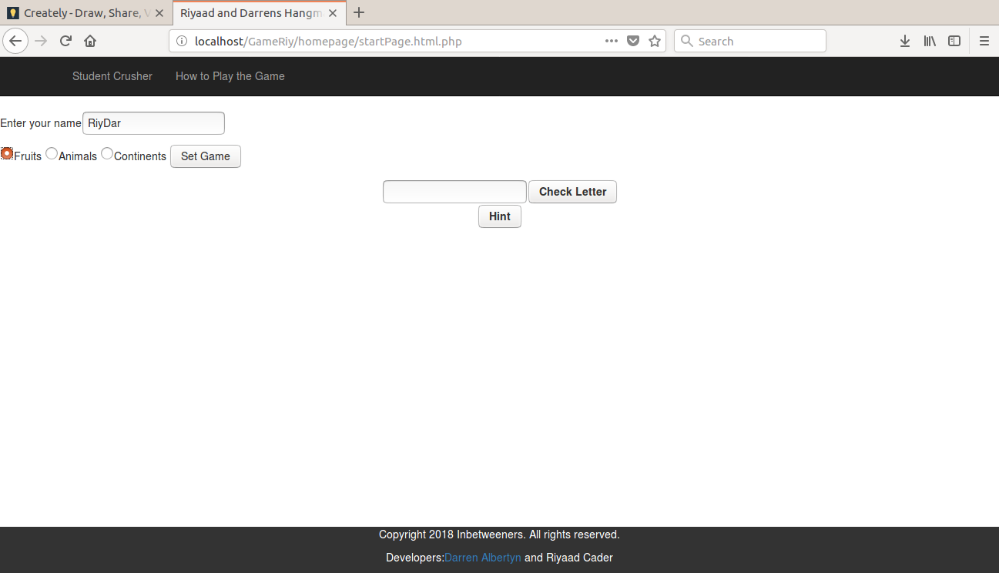 Creately - Draw, Share, V
Riyaad and Darrens Hangm
localhost/GameRiy/homepage/startPage.html.php
Search
Student Crusher How to Play the Game
Enter your name RiyDar
Fruits Animals Continents Set Game
Check Letter
Hint
Copyright 2018 Inbetweeners. All rights reserved.
Developers:Darren Albertyn and Riyaad Cader